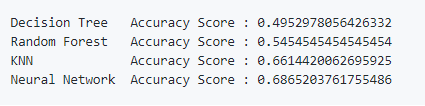 Decision Tree   Accuracy Score : 0.4952978056426332
Random Forest   Accuracy Score : 0.5454545454545454
KNN             Accuracy Score : 0.6614420062695925
Neural Network  Accuracy Score : 0.6865203761755486